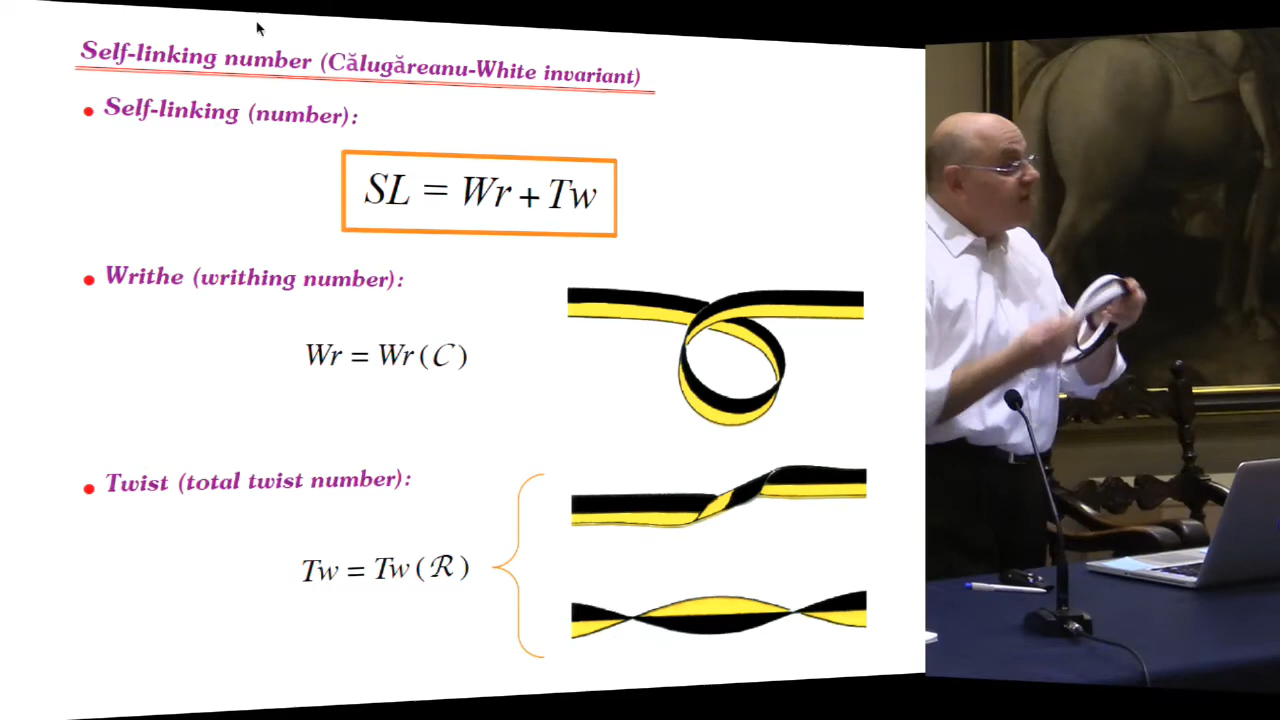 Self-linking number (Călugăreanu-White invariant)
Self-linking (number):
SL = Wr + Tw
Writhe (writhing number):
Wr = Wr (C)
Twist (total twist number):
Tw = Tw (R)